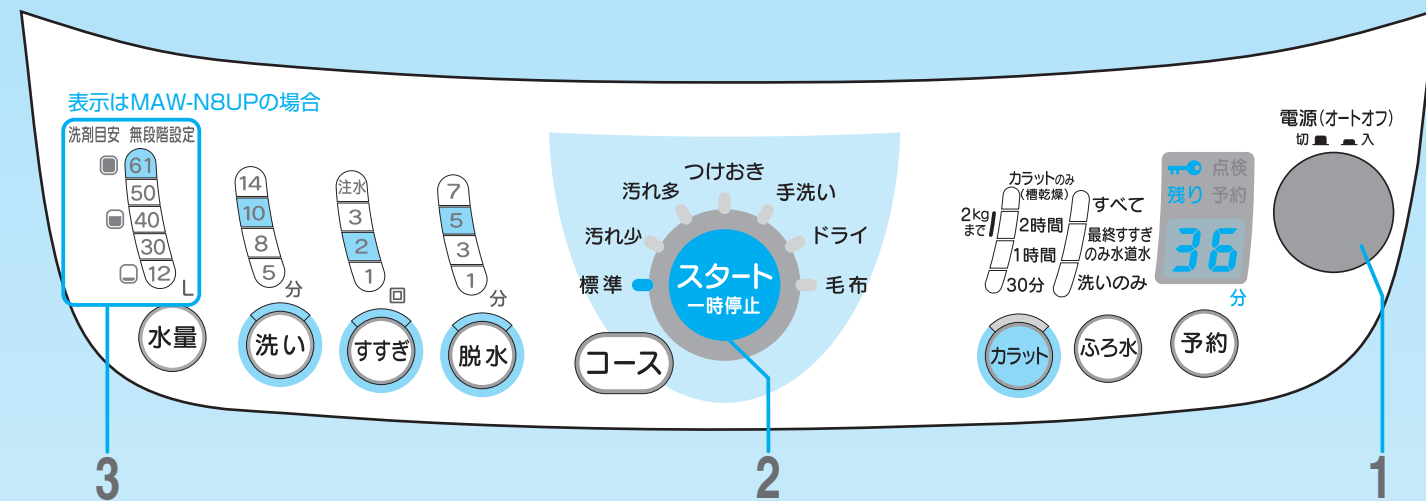 表示はMAW-N8UPの場合
洗剤目安 無段階設定
61
50
40
30
12
L
水量
14
10
8
5
分
洗い
注水
3
2
1
回
すすぎ
7
5
3
1
分
脱水
つけおき
汚れ多
手洗い
汚れ少
ドライ
標準
毛布
スタート
一時停止
コース
カラットのみ
(槽乾燥)
2kg
まで
2時間
1時間
30分
カラット
すべて
最終すすぎ
のみ水道水
洗いのみ
ふろ水
点検
残り 予約
36
分
予約
電源(オートオフ)
切 入
3
2
1